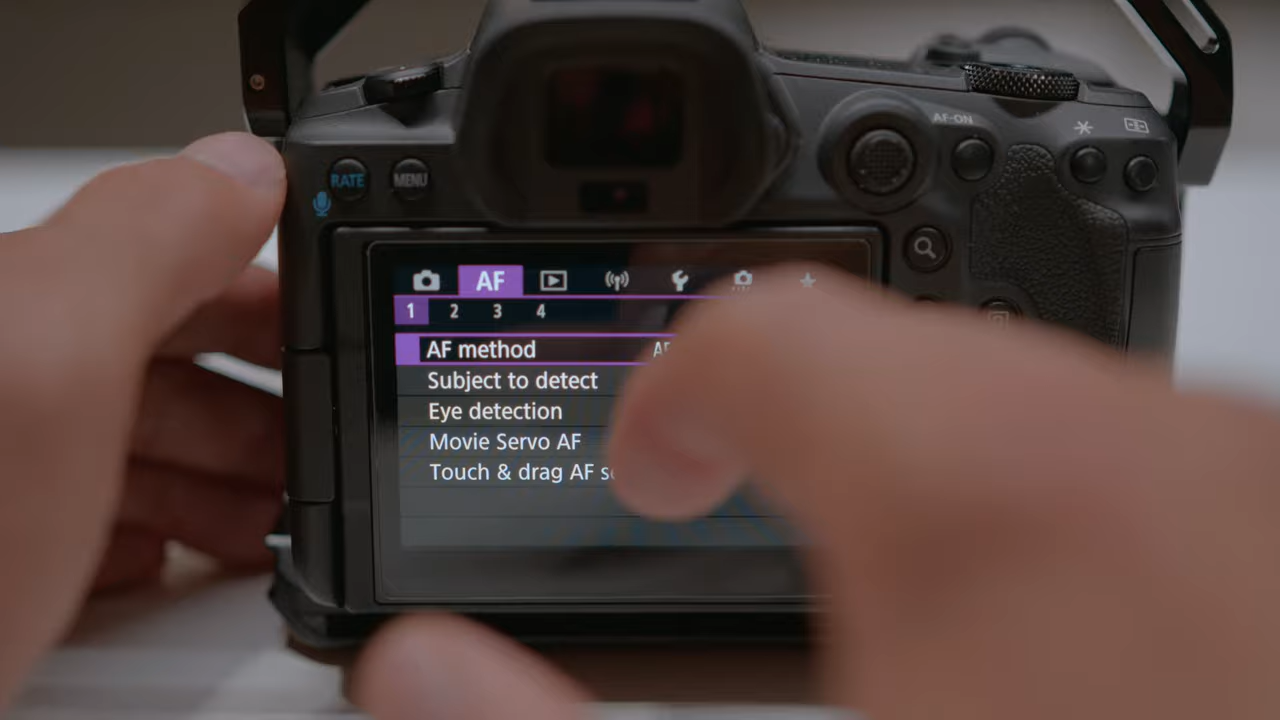 AF-ON
RATE
MENU
AF
1 2 3 4
AF method AF
Subject to detect
Eye detection
Movie Servo AF
Touch & drag AF